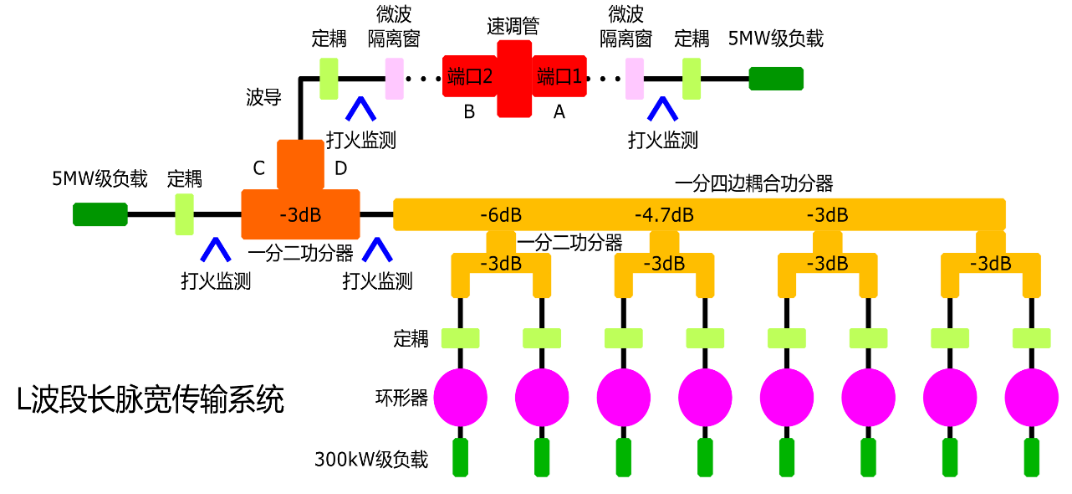 微波
隔离窗
定耦
速调管
微波
隔离窗
定耦
5MW级负载
端口2
端口1
波导
B
A
打火监测
打火监测
C
D
5MW级负载
定耦
一分四边耦合功分器
-3dB
-6dB
-4.7dB
-3dB
一分二功分器
一分二功分器
打火监测
打火监测
-3dB
-3dB
-3dB
-3dB
定耦
L波段长脉宽传输系统
环形器
300kW级负载